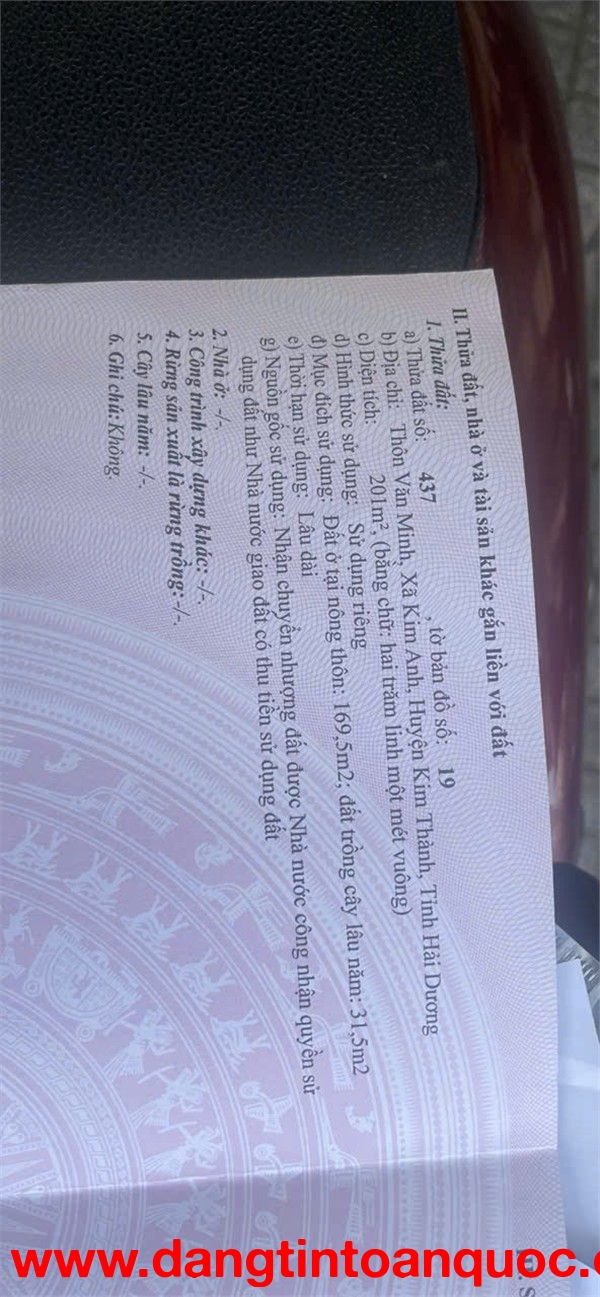 II. Thửa đất, nhà ở và tài sản khác gắn liền với đất
1. Thửa đất:
a) Thửa đất số: 437 , tờ bản đồ số: 19
b) Địa chỉ: Thôn Văn Minh, Xã Kim Anh, Huyện Kim Thành, Tỉnh Hải Dương
c) Diện tích: 201m², (bằng chữ: hai trăm linh một mét vuông)
d) Hình thức sử dụng: Sử dụng riêng
đ) Mục đích sử dụng: Đất ở tại nông thôn: 169,5m2; đất trồng cây lâu năm: 31,5m2
e) Thời hạn sử dụng: Lâu dài
g) Nguồn gốc sử dụng: Nhận chuyển nhượng đất được Nhà nước công nhận quyền sử
dụng đất như Nhà nước giao đất có thu tiền sử dụng đất
2. Nhà ở: -/-.
3. Công trình xây dựng khác: -/-.
4. Rừng sản xuất là rừng trồng: -/-.
5. Cây lâu năm: -/-.
6. Ghi chú: Không.
www.dangtintoanquoc.